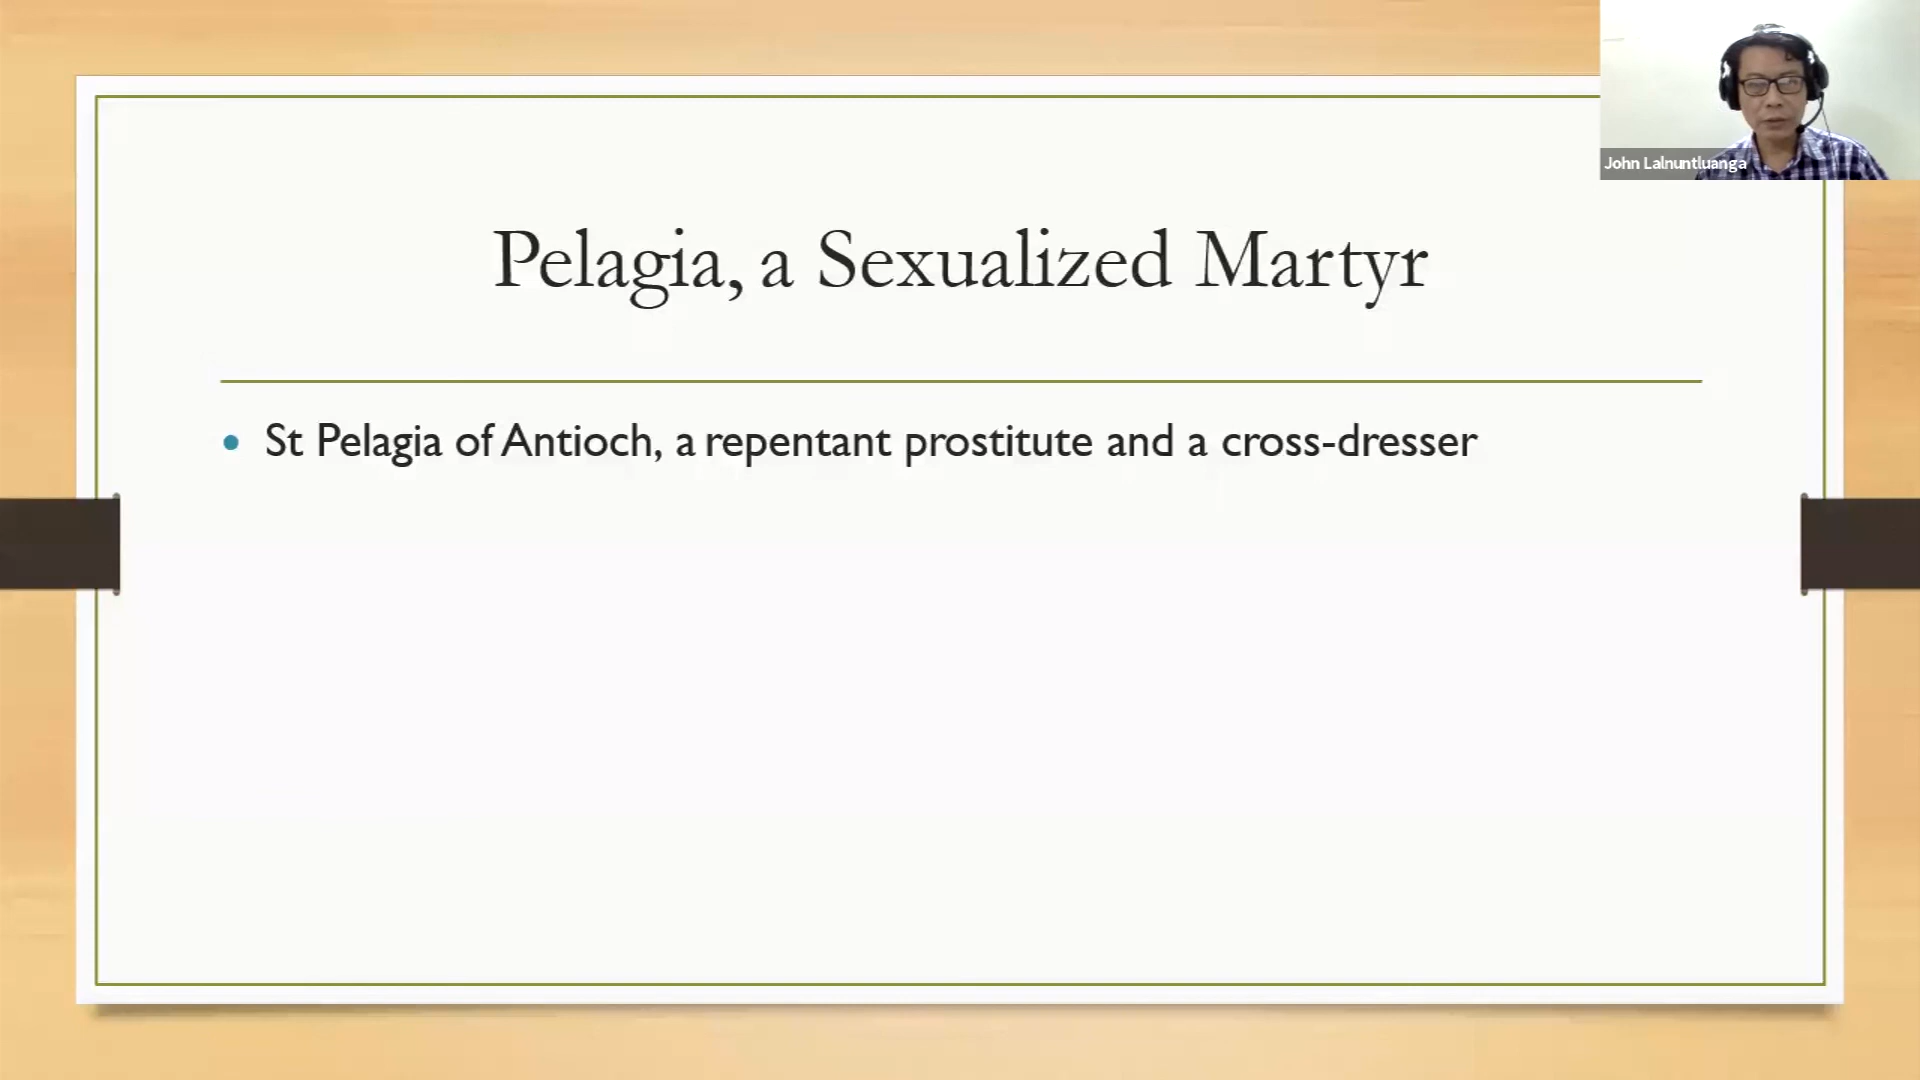 John Lalnuntluanga
Pelagia, a Sexualized Martyr
• St Pelagia of Antioch, a repentant prostitute and a cross-dresser